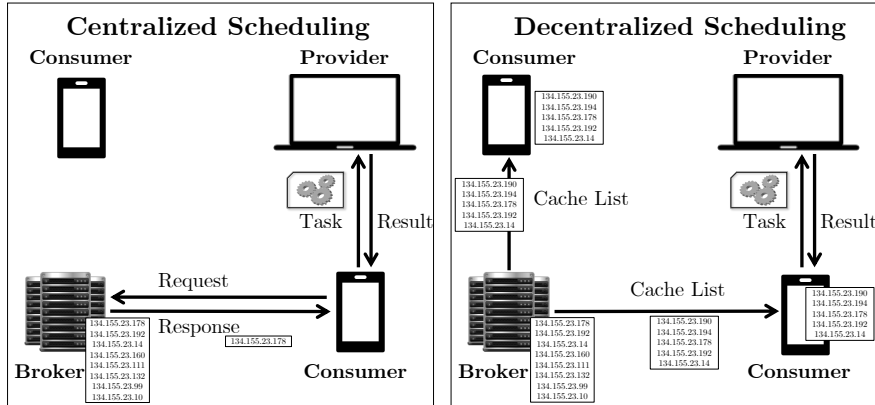 Centralized Scheduling
Consumer
Provider
Task
Result
Request
Response
134.155.23.178
134.155.23.178
134.155.23.192
134.155.23.14
134.155.23.160
134.155.23.111
134.155.23.132
134.155.23.99
134.155.23.10
Broker
Consumer
Decentralized Scheduling
Consumer
Provider
134.155.23.190
134.155.23.194
134.155.23.178
134.155.23.192
134.155.23.14
134.155.23.190
134.155.23.194
134.155.23.178
134.155.23.192
134.155.23.14
Cache List
Task
Result
Cache List
134.155.23.190
134.155.23.194
134.155.23.178
134.155.23.192
134.155.23.14
134.155.23.190
134.155.23.194
134.155.23.178
134.155.23.192
134.155.23.14
134.155.23.178
134.155.23.192
134.155.23.14
134.155.23.160
134.155.23.111
134.155.23.132
134.155.23.99
134.155.23.10
Broker
Consumer